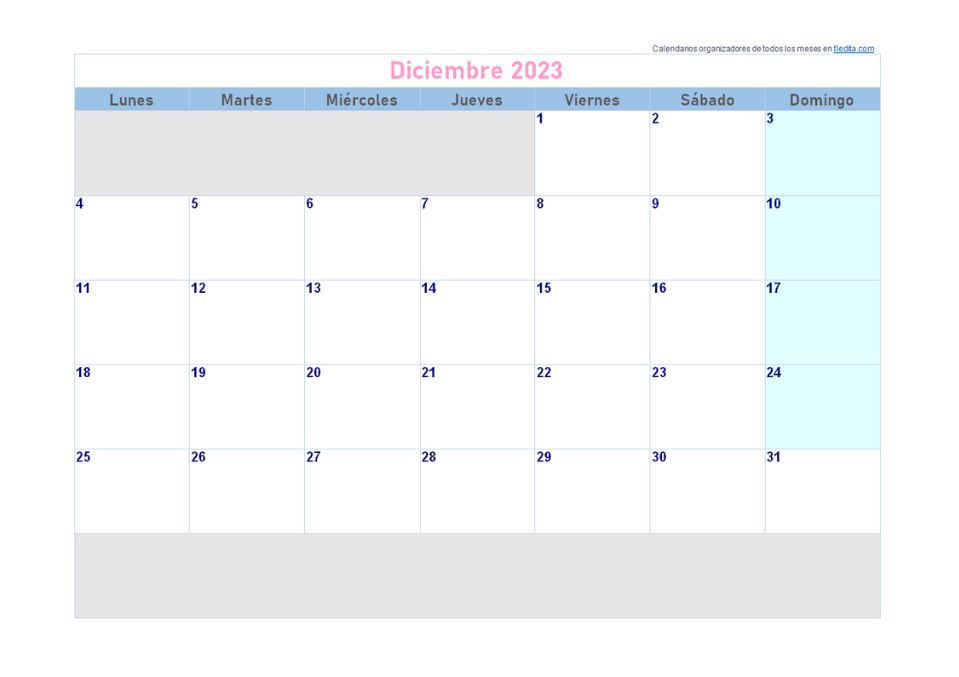 Calendarios organizadores de todos los meses en fiedita.com
Diciembre 2023
Lunes Martes Miércoles Jueves Viernes Sábado Domingo
1 2 3
4 5 6 7 8 9 10
11 12 13 14 15 16 17
18 19 20 21 22 23 24
25 26 27 28 29 30 31